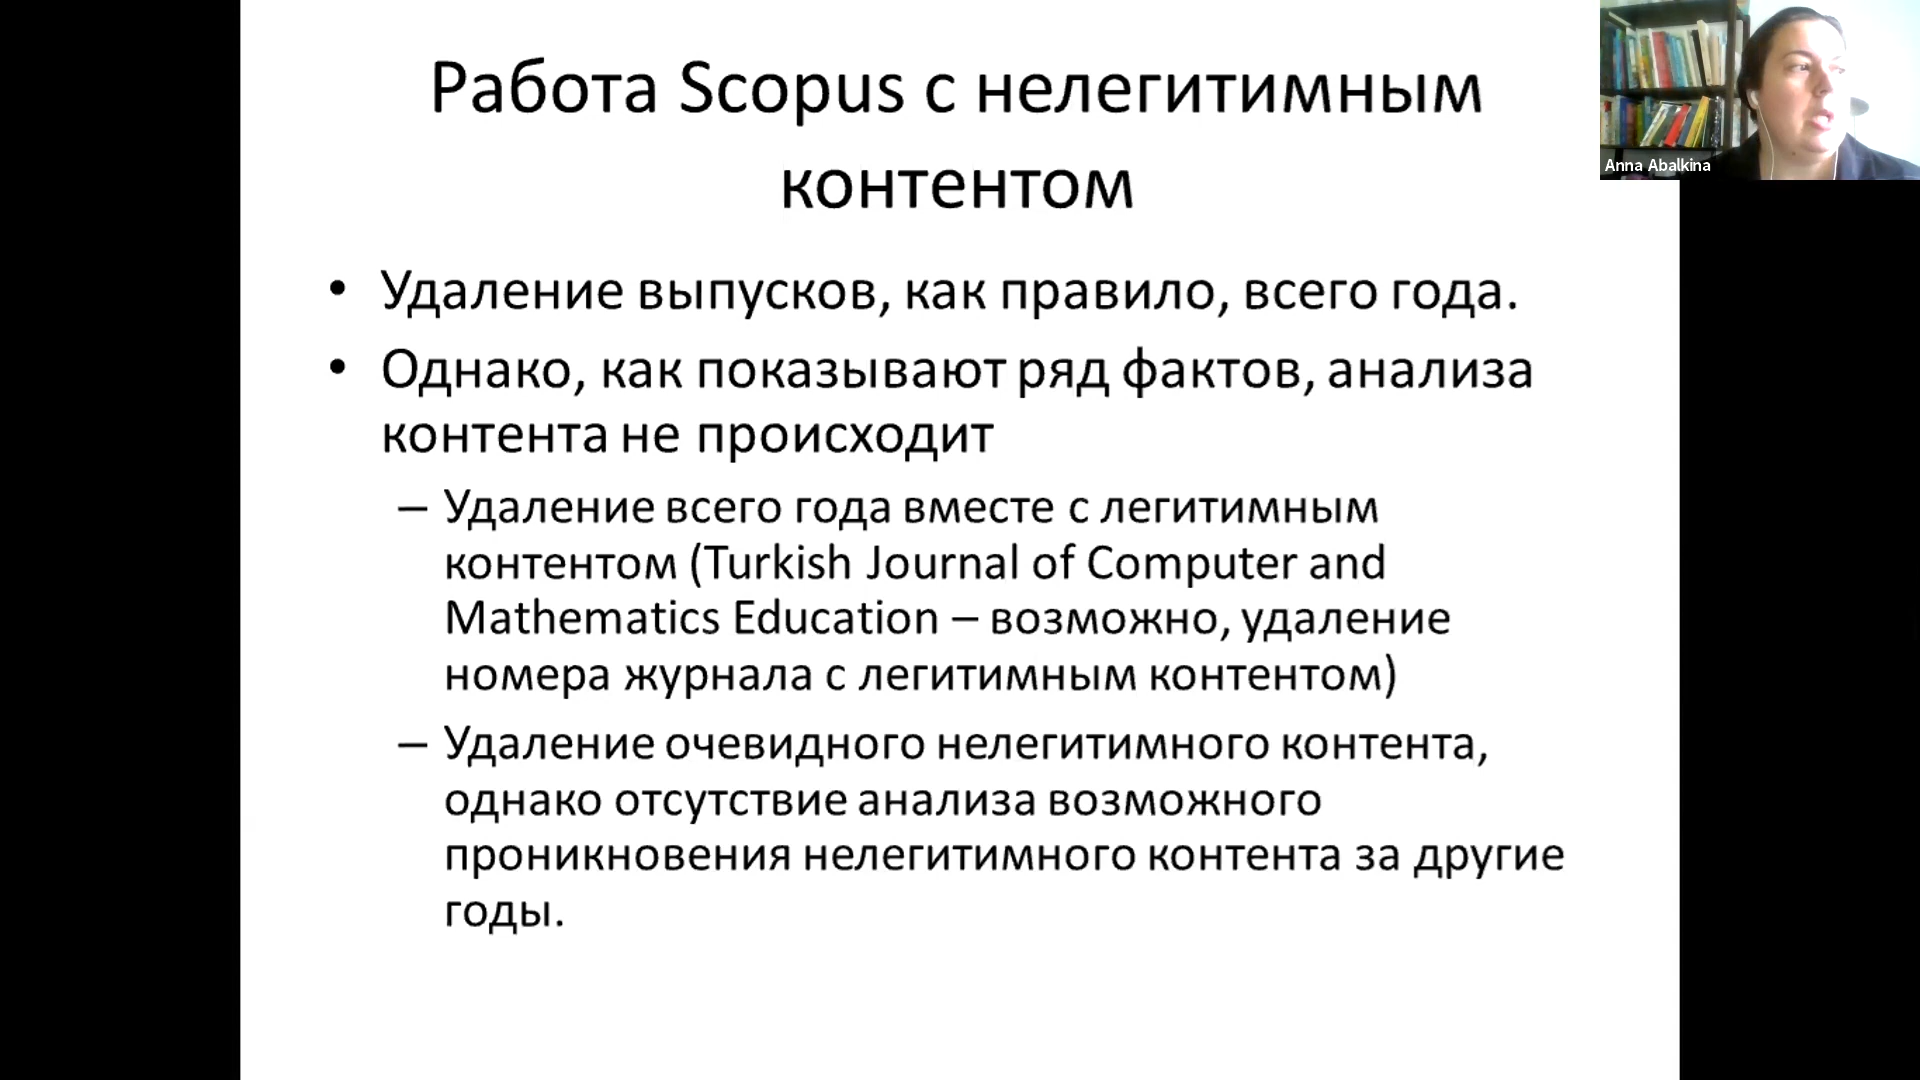 Работа Scopus с нелегитимным
контентом
Anna Abalkina
• Удаление выпусков, как правило, всего года.
• Однако, как показывают ряд фактов, анализа
контента не происходит
– Удаление всего года вместе с легитимным
контентом (Turkish Journal of Computer and
Mathematics Education – возможно, удаление
номера журнала с легитимным контентом)
– Удаление очевидного нелегитимного контента,
однако отсутствие анализа возможного
проникновения нелегитимного контента за другие
годы.